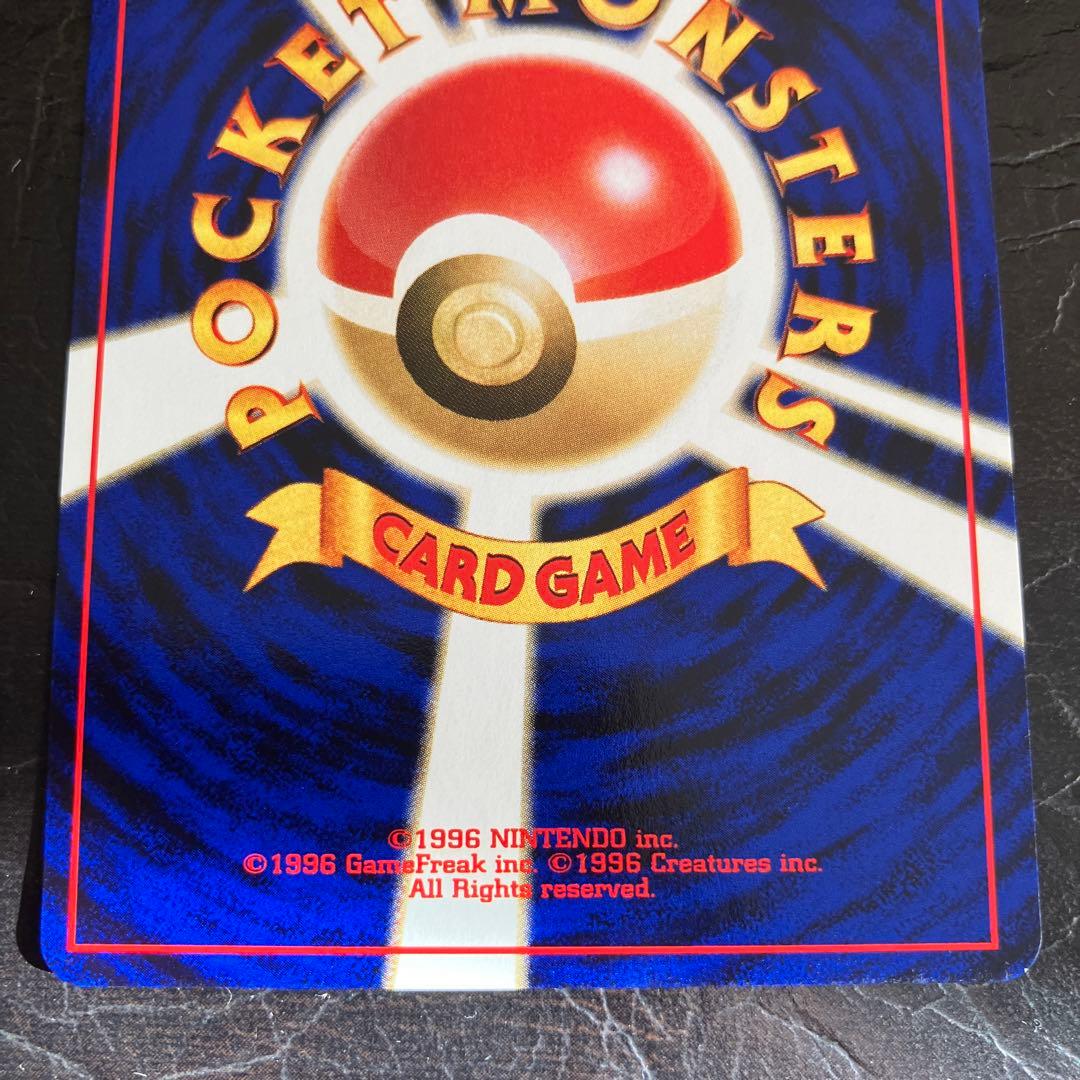 POCKET MONSTERS
CARD GAME
©1996 NINTENDO inc.
©1996 GameFreak inc. ©1996 Creatures inc.
All Rights reserved.